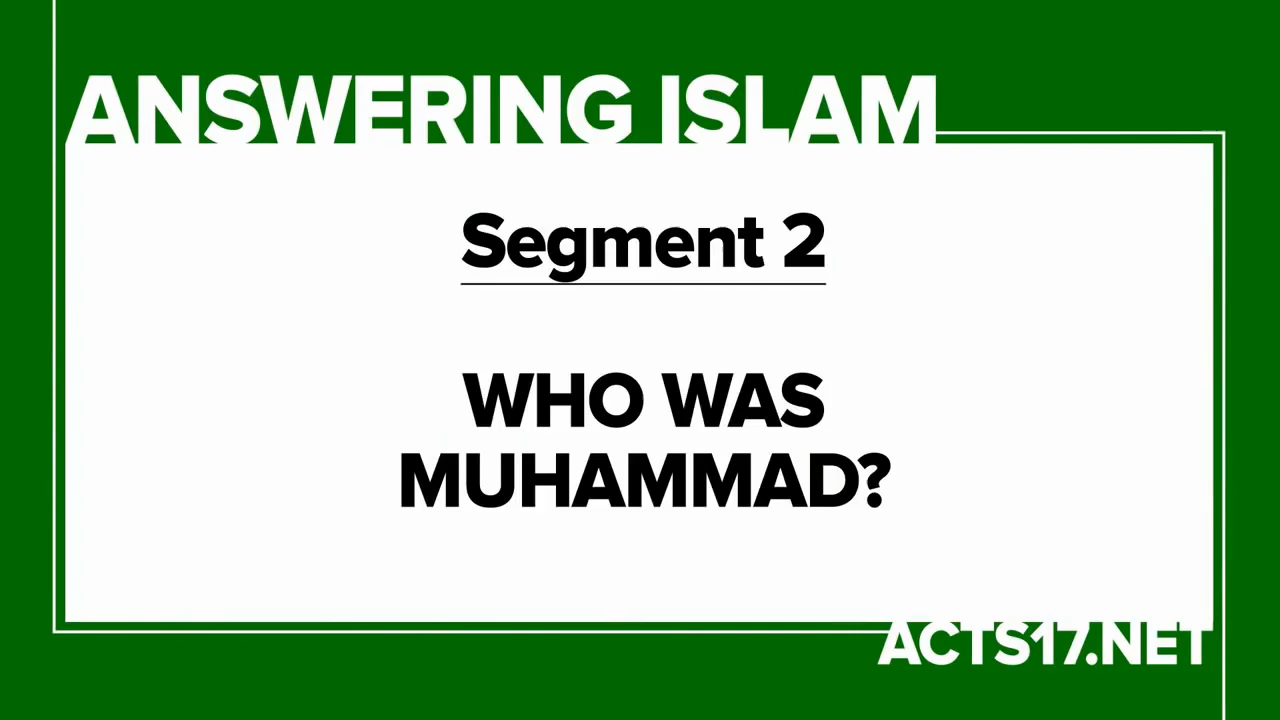 ANSWERING ISLAM
Segment 2
WHO WAS
MUHAMMAD?
ACTS17.NET